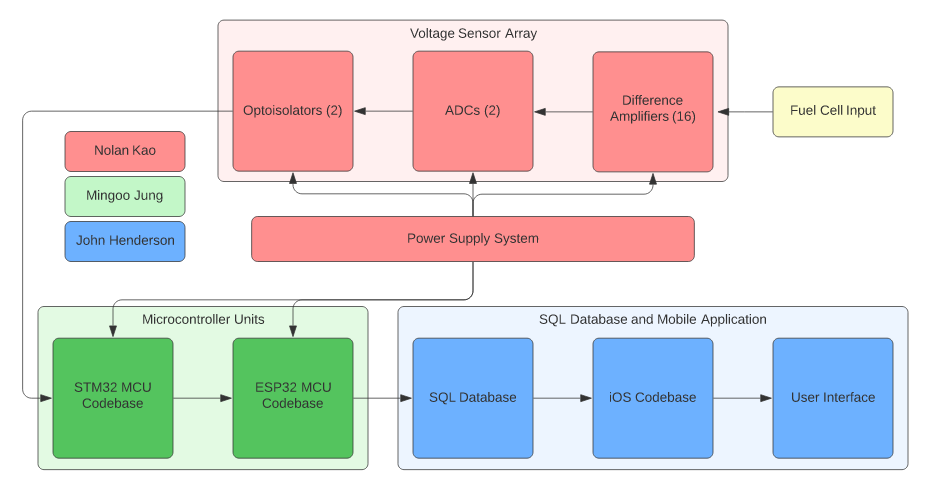 Voltage Sensor Array
Optoisolators (2)
ADCs (2)
Difference
Amplifiers (16)
Fuel Cell Input
Nolan Kao
Mingoo Jung
John Henderson
Power Supply System
Microcontroller Units
STM32 MCU
Codebase
ESP32 MCU
Codebase
SQL Database and Mobile Application
SQL Database
iOS Codebase
User Interface